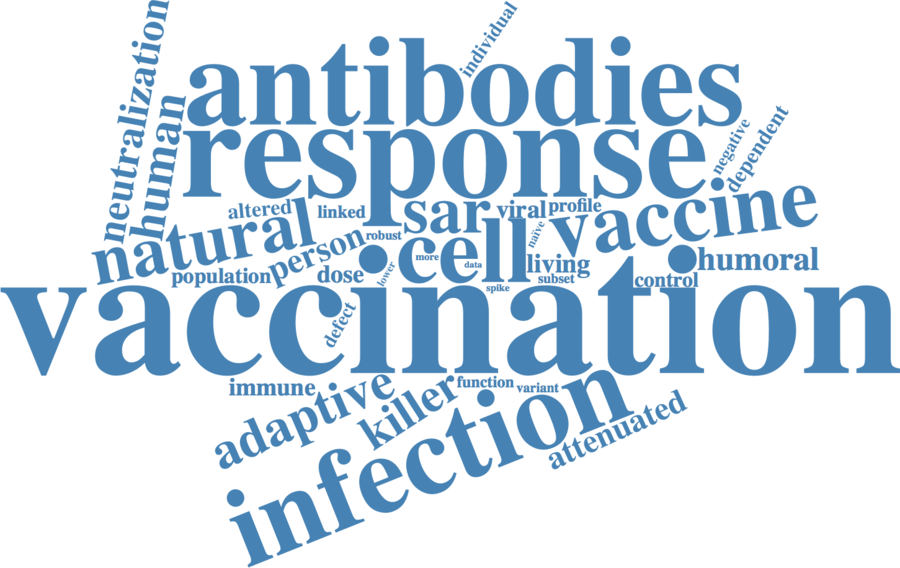 individual
neutralization
antibodies
human
response
negative
dependent
altered
linked
sar
viral
profile
vaccine
natural
person
robust
cell
naïve
more
data
living
humoral
population
dose
lower
spike
subset
control
vaccination
defect
immune
adaptive
killer
function
variant
infection
attenuated